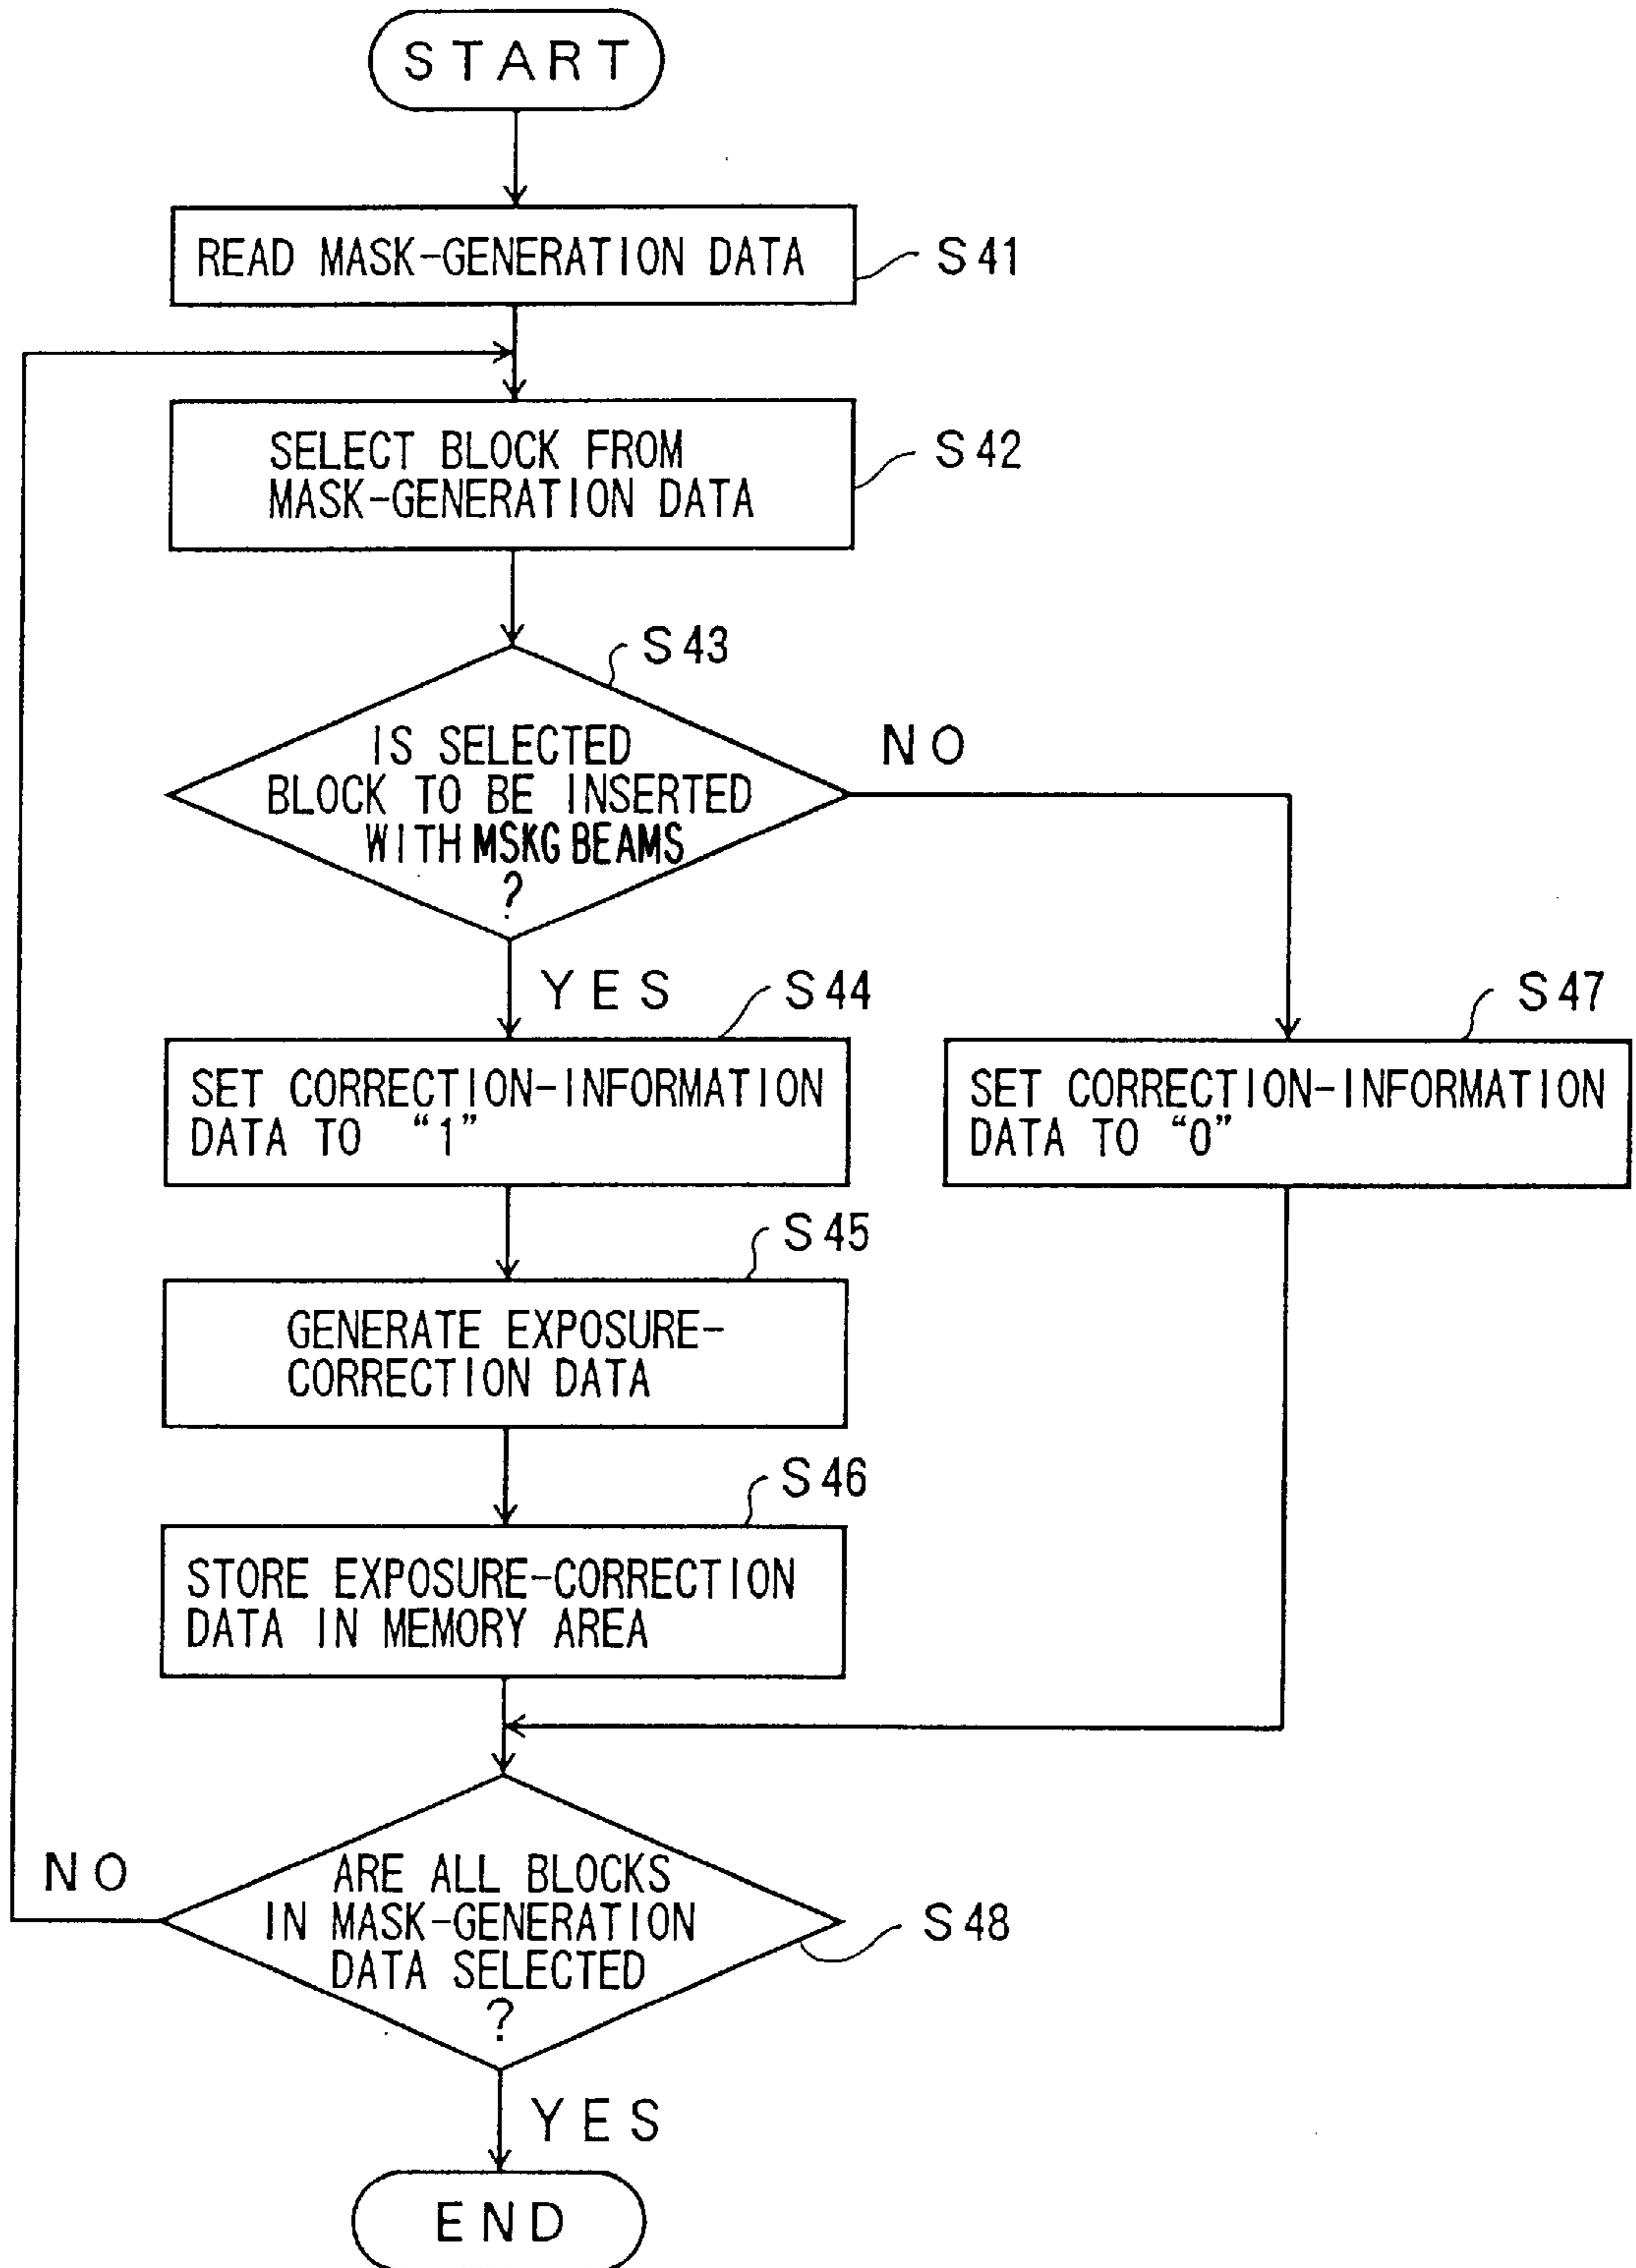 START
READ MASK-GENERATION DATA
S41
SELECT BLOCK FROM
MASK-GENERATION DATA
S42
S43
IS SELECTED
BLOCK TO BE INSERTED
WITH MSKG BEAMS
?
NO
YES
S44
SET CORRECTION-INFORMATION
DATA TO “1”
S47
SET CORRECTION-INFORMATION
DATA TO “0”
S45
GENERATE EXPOSURE-
CORRECTION DATA
S46
STORE EXPOSURE-CORRECTION
DATA IN MEMORY AREA
NO
ARE ALL BLOCKS
IN MASK-GENERATION
DATA SELECTED
?
S48
YES
END